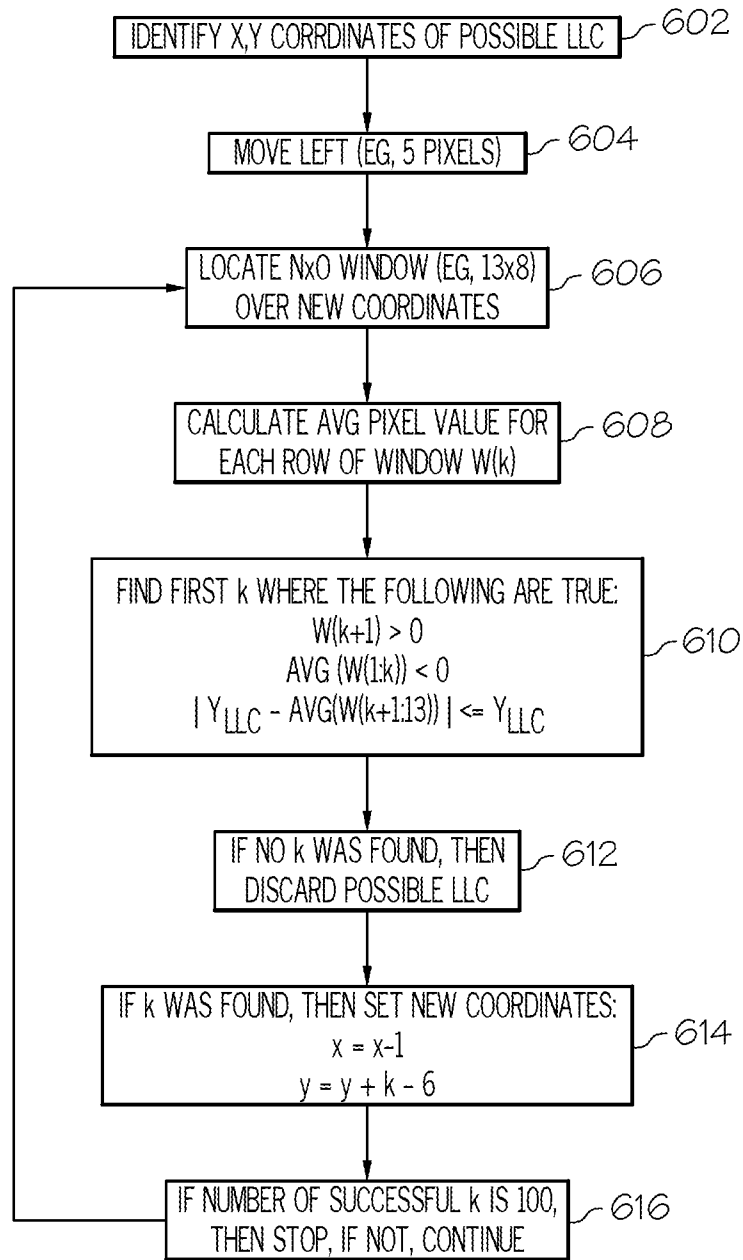 IDENTIFY X,Y CORRDINATES OF POSSIBLE LLC
602
MOVE LEFT (EG, 5 PIXELS)
604
LOCATE NxO WINDOW (EG, 13x8)
OVER NEW COORDINATES
606
CALCULATE AVG PIXEL VALUE FOR
EACH ROW OF WINDOW W(k)
608
FIND FIRST k WHERE THE FOLLOWING ARE TRUE:
W(k+1) > 0
AVG (W(1:k)) < 0
| Y_LLC - AVG(W(k+1:13)) | <= Y_LLC
610
IF NO k WAS FOUND, THEN
DISCARD POSSIBLE LLC
612
IF k WAS FOUND, THEN SET NEW COORDINATES:
x = x-1
y = y + k - 6
614
IF NUMBER OF SUCCESSFUL k IS 100,
THEN STOP, IF NOT, CONTINUE
616